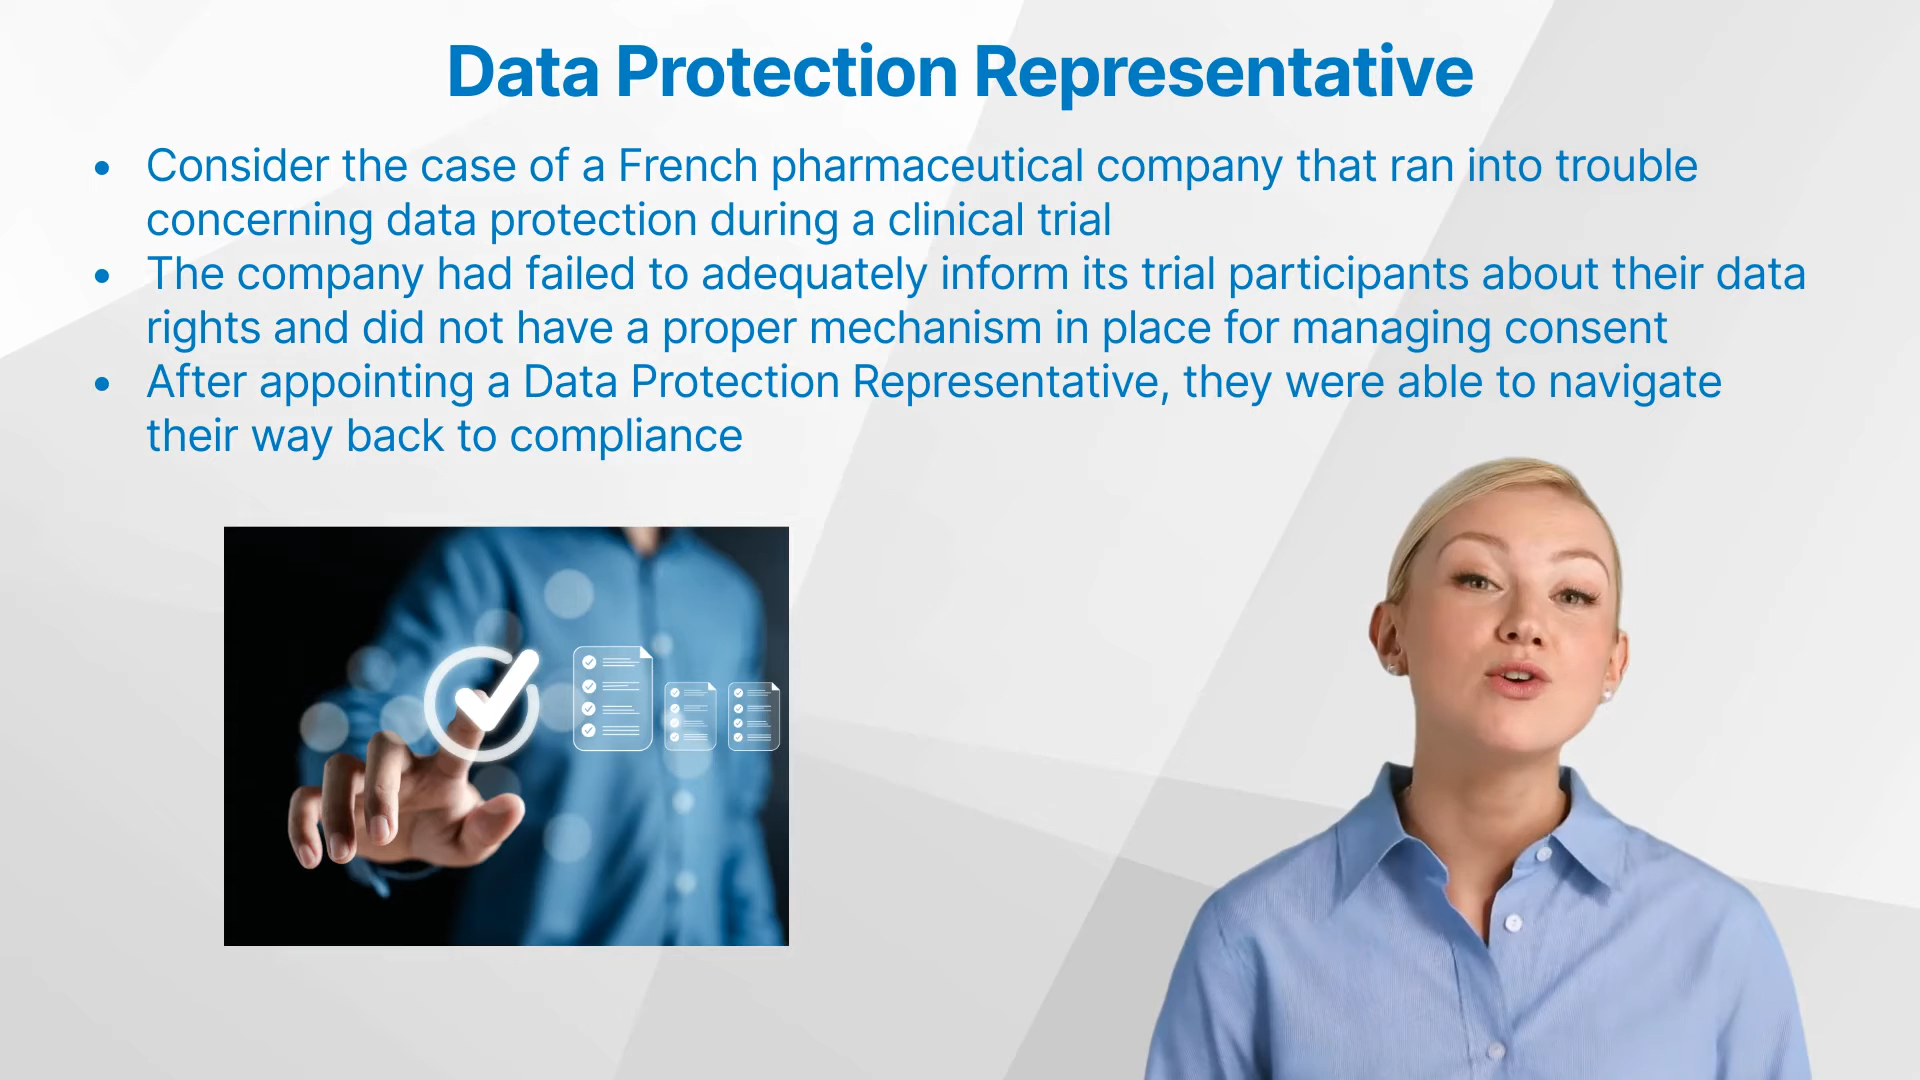 Data Protection Representative
• Consider the case of a French pharmaceutical company that ran into trouble
concerning data protection during a clinical trial
• The company had failed to adequately inform its trial participants about their data
rights and did not have a proper mechanism in place for managing consent
• After appointing a Data Protection Representative, they were able to navigate
their way back to compliance